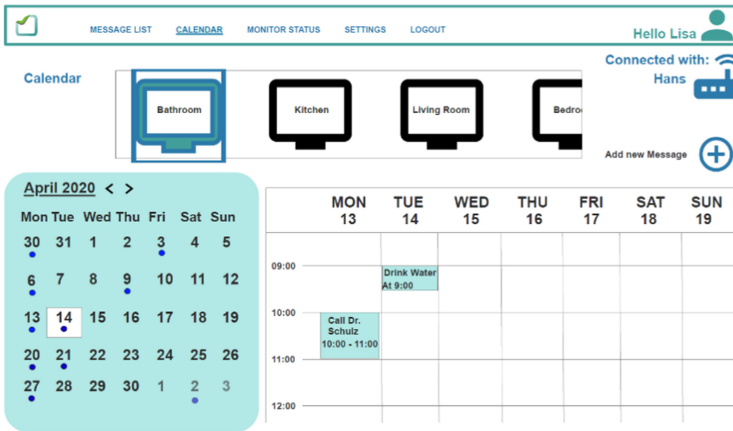 MESSAGE LIST CALENDAR MONITOR STATUS SETTINGS LOGOUT
Hello Lisa
Connected with:
Hans
Calendar
Bathroom Kitchen Living Room Bedro
Add new Message
April 2020 < >
Mon Tue Wed Thu Fri Sat Sun
30 31 1 2 3 4 5
6 7 8 9 10 11 12
13 14 15 16 17 18 19
20 21 22 23 24 25 26
27 28 29 30 1 2 3
MON TUE WED THU FRI SAT SUN
13 14 15 16 17 18 19
09:00
Drink Water
At 9:00
10:00
Call Dr.
Schulz
10:00 - 11:00
11:00
12:00